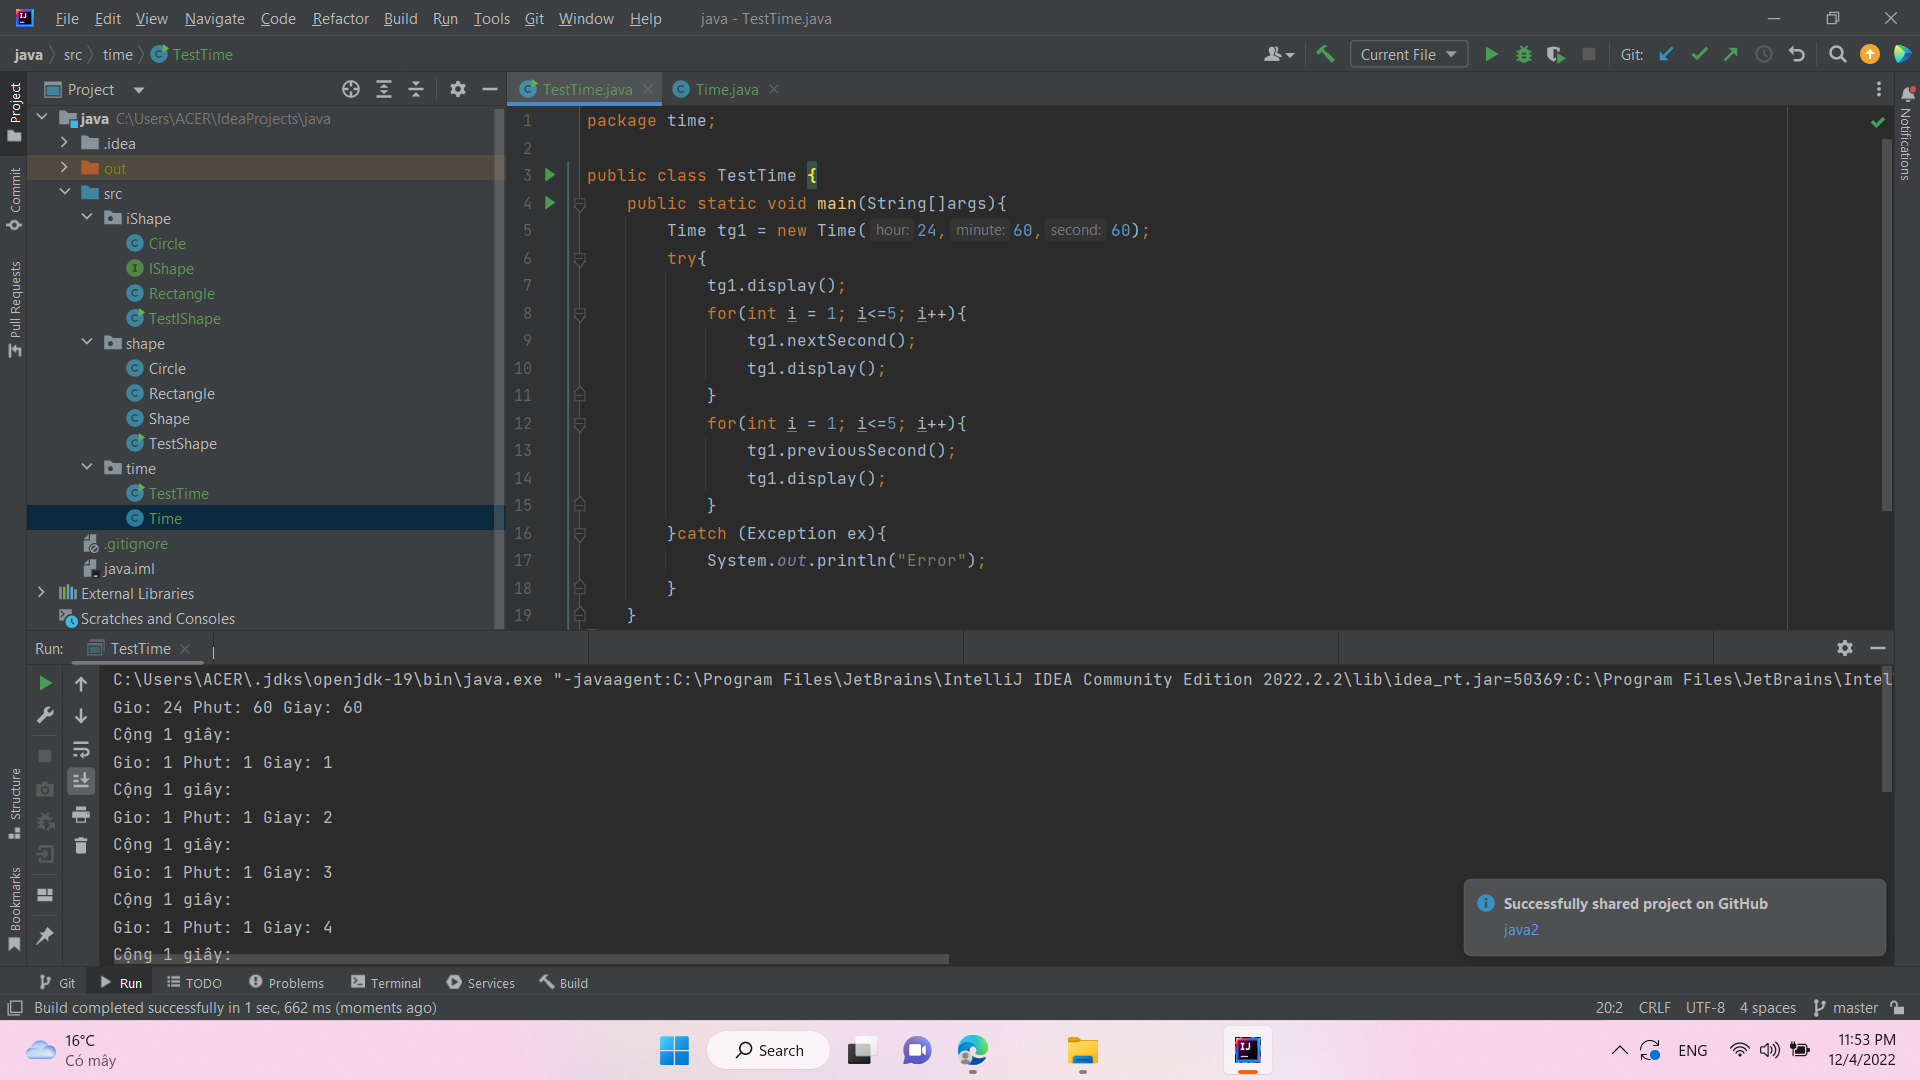 File Edit View Navigate Code Refactor Build Run Tools Git Window Help java - TestTime.java
java src time TestTime Current File Git:
Project
TestTime.java Time.java
java C:\Users\ACER\IdeaProjects\java
.idea
out
src
iShape
Circle
IShape
Rectangle
TestIShape
shape
Circle
Rectangle
Shape
TestShape
time
TestTime
Time
.gitignore
java.iml
External Libraries
Scratches and Consoles
Project
Commit
Pull Requests
Structure
Bookmarks
Notifications
1 package time;
2
3 public class TestTime {
4 public static void main(String[]args){
5 Time tg1 = new Time( hour: 24, minute: 60, second: 60);
6 try{
7 tg1.display();
8 for(int i = 1; i<=5; i++){
9 tg1.nextSecond();
10 tg1.display();
11 }
12 for(int i = 1; i<=5; i++){
13 tg1.previousSecond();
14 tg1.display();
15 }
16 }catch (Exception ex){
17 System.out.println("Error");
18 }
19 }
Run: TestTime
C:\Users\ACER\.jdks\openjdk-19\bin\java.exe "-javaagent:C:\Program Files\JetBrains\IntelliJ IDEA Community Edition 2022.2.2\lib\idea_rt.jar=50369:C:\Program Files\JetBrains\Intel
Gio: 24 Phut: 60 Giay: 60
Cộng 1 giây:
Gio: 1 Phut: 1 Giay: 1
Cộng 1 giây:
Gio: 1 Phut: 1 Giay: 2
Cộng 1 giây:
Gio: 1 Phut: 1 Giay: 3
Cộng 1 giây:
Gio: 1 Phut: 1 Giay: 4
Cộng 1 giây:
Successfully shared project on GitHub
java2
Git Run TODO Problems Terminal Services Build
Build completed successfully in 1 sec, 662 ms (moments ago) 20:2 CRLF UTF-8 4 spaces master
16°C
Có mây
Search
ENG
11:53 PM
12/4/2022